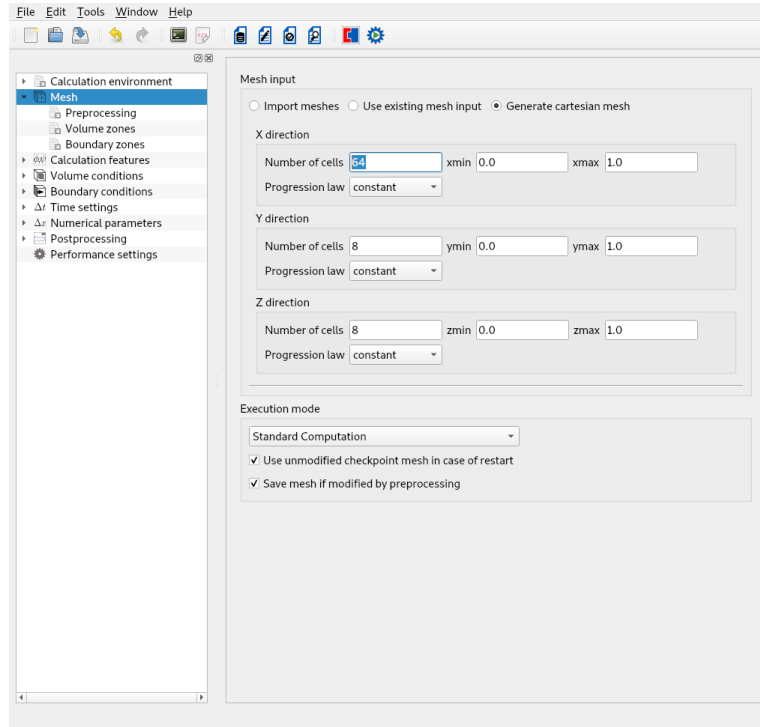 File Edit Tools Window Help
Calculation environment
Mesh
Preprocessing
Volume zones
Boundary zones
Calculation features
Volume conditions
Boundary conditions
Δt Time settings
Δx Numerical parameters
Postprocessing
Performance settings
Mesh input
Import meshes Use existing mesh input Generate cartesian mesh
X direction
Number of cells 64 xmin 0.0 xmax 1.0
Progression law constant
Y direction
Number of cells 8 ymin 0.0 ymax 1.0
Progression law constant
Z direction
Number of cells 8 zmin 0.0 zmax 1.0
Progression law constant
Execution mode
Standard Computation
Use unmodified checkpoint mesh in case of restart
Save mesh if modified by preprocessing